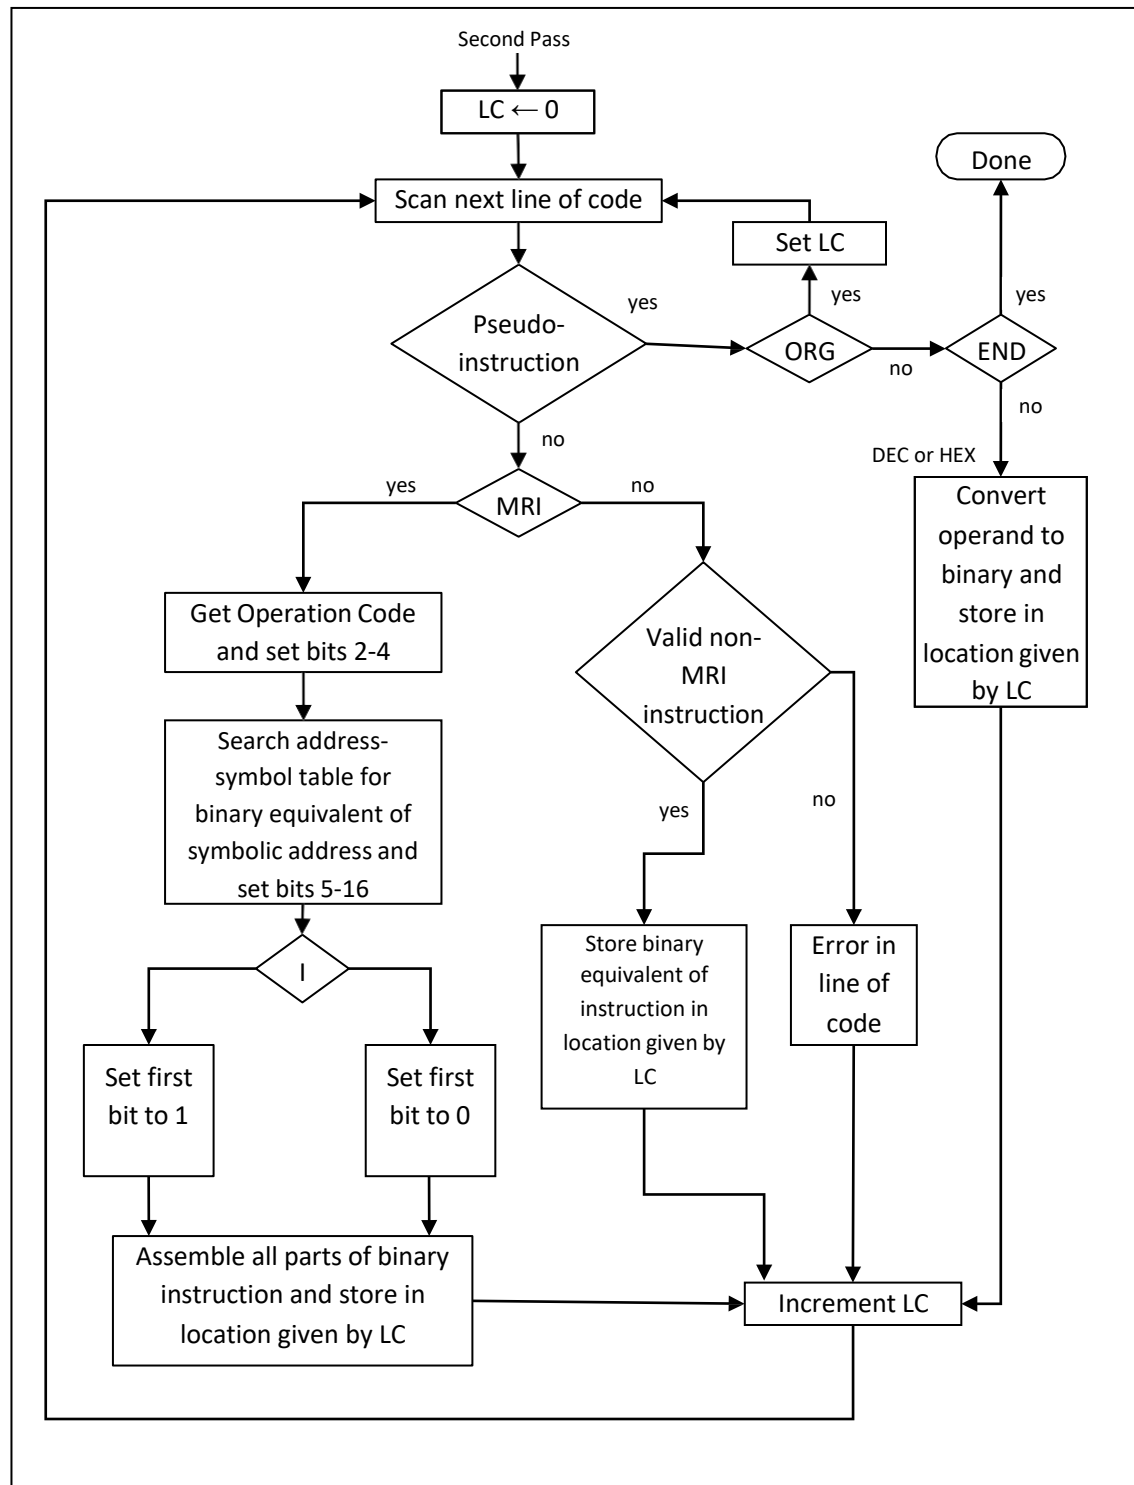 Second Pass
LC ← 0
Done
Scan next line of code
Set LC
yes
yes
yes
Pseudo-
instruction
ORG
END
no
no
no
DEC or HEX
yes
no
MRI
Convert
operand to
binary and
store in
location given
by LC
Get Operation Code
and set bits 2-4
Valid non-
MRI
instruction
Search address-
symbol table for
binary equivalent of
symbolic address and
set bits 5-16
yes
no
I
Store binary
equivalent of
instruction in
location given by
LC
Error in
line of
code
Set first
bit to 1
Set first
bit to 0
Assemble all parts of binary
instruction and store in
location given by LC
Increment LC